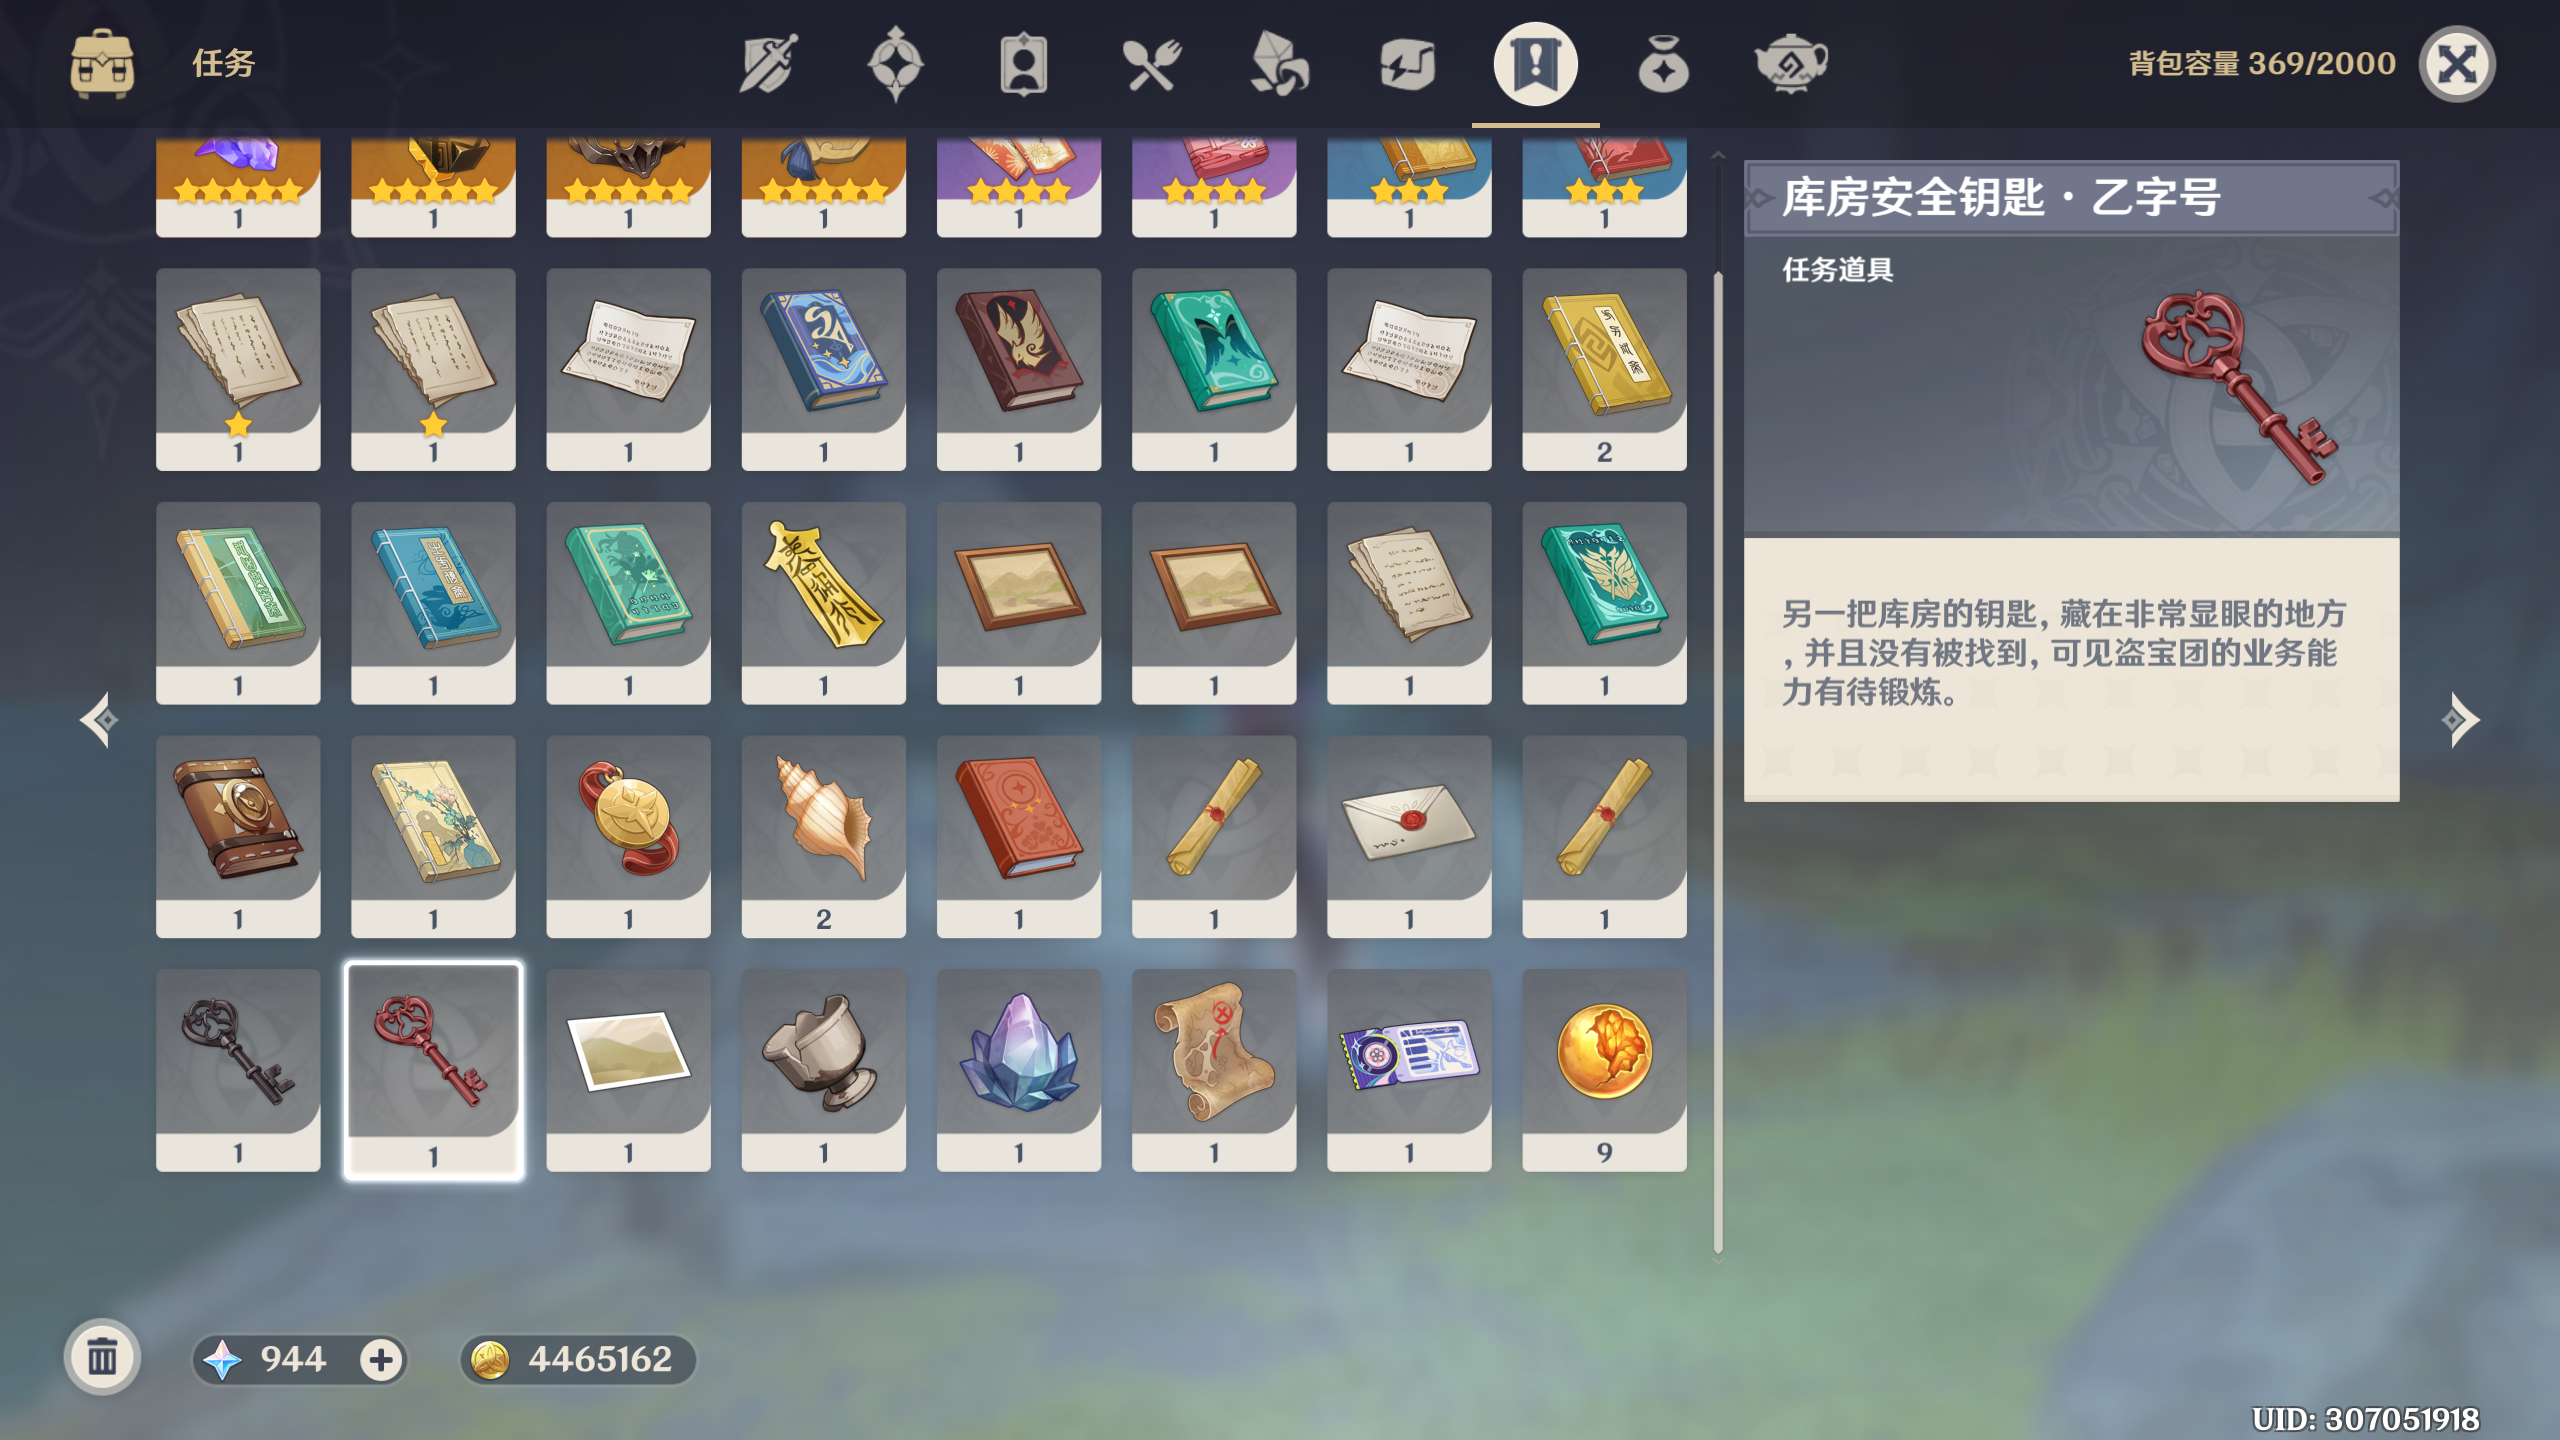 任务
背包容量 369/2000
1 1 1 1 1 1 1 1
1 1 1 1 1 1 1 2
1 1 1 1 1 1 1 1
1 1 1 2 1 1 1 1
1 1 1 1 1 1 1 9
库房安全钥匙·乙字号
任务道具
另一把库房的钥匙，藏在非常显眼的地方
，并且没有被找到，可见盗宝团的业务能
力有待锻炼。
944
4465162
UID: 307051918